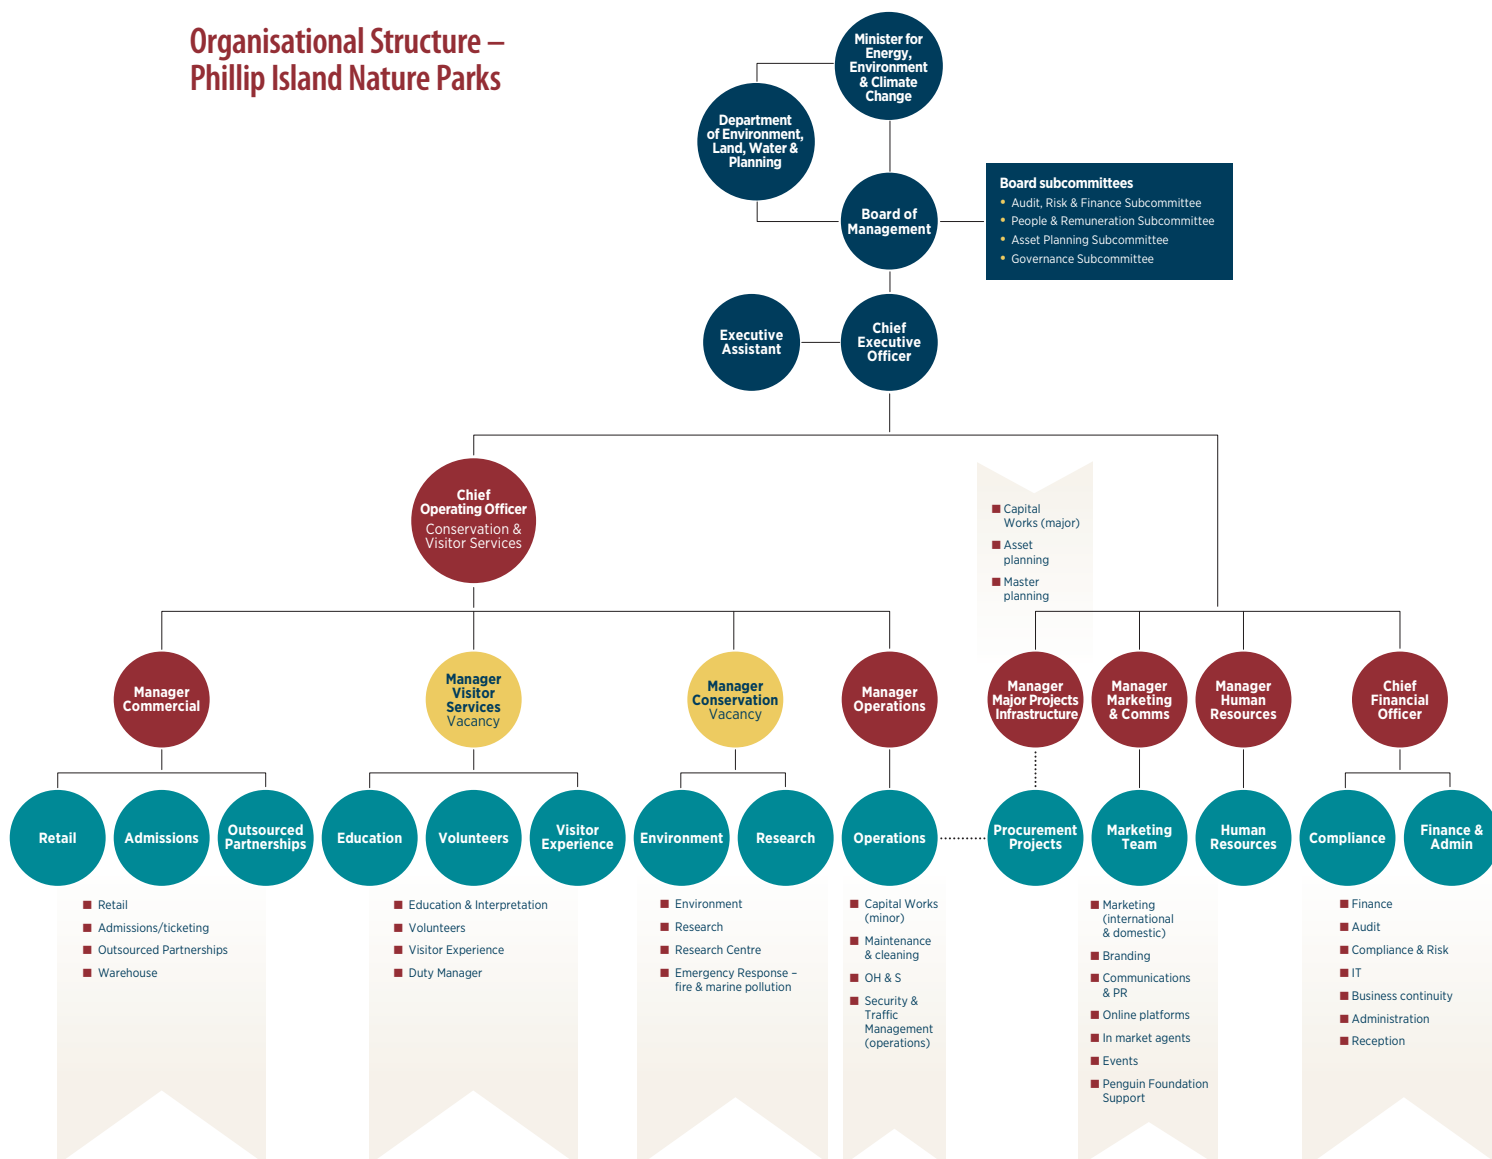 Organisational Structure –
Phillip Island Nature Parks
Minister for
Energy,
Environment
& Climate
Change
Department
of Environment,
Land, Water &
Planning
Board of
Management
Board subcommittees
• Audit, Risk & Finance Subcommittee
• People & Remuneration Subcommittee
• Asset Planning Subcommittee
• Governance Subcommittee
Executive
Assistant
Chief
Executive
Officer
Chief
Operating Officer
Conservation &
Visitor Services
Capital
Works (major)
Asset
planning
Master
planning
Manager
Commercial
Manager
Visitor
Services
Vacancy
Manager
Conservation
Vacancy
Manager
Operations
Manager
Major Projects
Infrastructure
Manager
Marketing
& Comms
Manager
Human
Resources
Chief
Financial
Officer
Retail
Admissions
Outsourced
Partnerships
Education
Volunteers
Visitor
Experience
Environment
Research
Operations
Procurement
Projects
Marketing
Team
Human
Resources
Compliance
Finance &
Admin
Retail
Admissions/ticketing
Outsourced Partnerships
Warehouse
Education & Interpretation
Volunteers
Visitor Experience
Duty Manager
Environment
Research
Research Centre
Emergency Response –
fire & marine pollution
Capital Works
(minor)
Maintenance
& cleaning
OH & S
Security &
Traffic
Management
(operations)
Marketing
(international
& domestic)
Branding
Communications
& PR
Online platforms
In market agents
Events
Penguin Foundation
Support
Finance
Audit
Compliance & Risk
IT
Business continuity
Administration
Reception